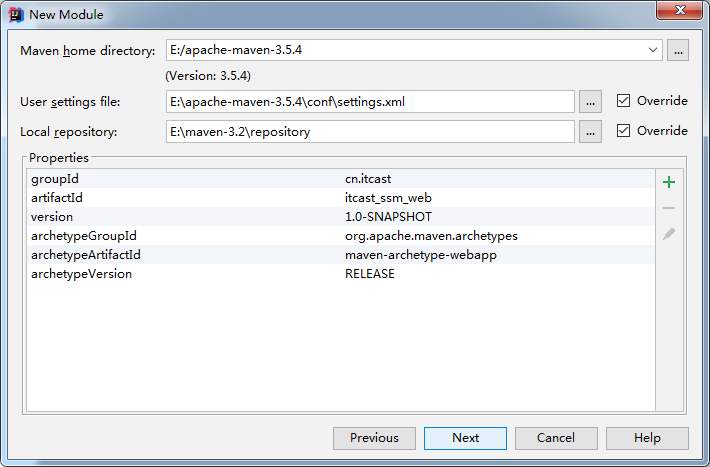 New Module
Maven home directory: E:/apache-maven-3.5.4 ...
(Version: 3.5.4)
User settings file: E:\apache-maven-3.5.4\conf\settings.xml ... Override
Local repository: E:\maven-3.2\repository ... Override
Properties
groupId cn.itcast
artifactId itcast_ssm_web
version 1.0-SNAPSHOT
archetypeGroupId org.apache.maven.archetypes
archetypeArtifactId maven-archetype-webapp
archetypeVersion RELEASE
Previous Next Cancel Help